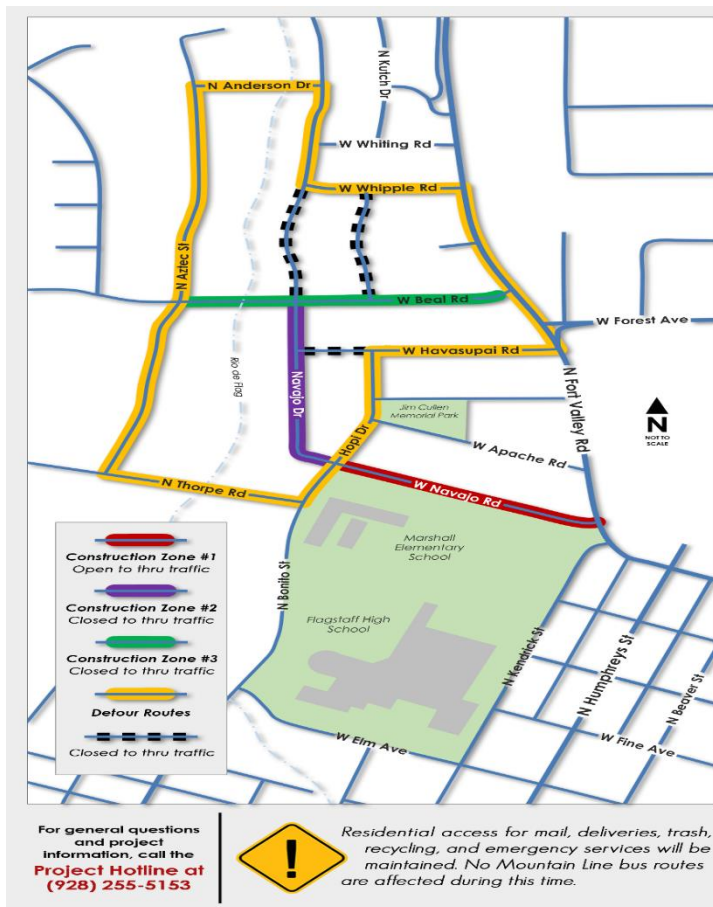 N Kutch Dr
N Anderson Dr
W Whiting Rd
W Whipple Rd
N Aztec St
W Beal Rd
W Forest Ave
Rio de Flag
Navajo Dr
W Havasupai Rd
N Fort Valley Rd
N
NOT TO
SCALE
Jim Cullen
Memorial Park
Hopi Dr
W Apache Rd
N Thorpe Rd
W Navajo Rd
Marshall
Elementary
School
N Bonito St
Flagstaff High
School
N Kendrick St
N Humphreys St
N Beaver St
W Elm Ave
W Fine Ave
Construction Zone #1
Open to thru traffic
Construction Zone #2
Closed to thru traffic
Construction Zone #3
Closed to thru traffic
Detour Routes
Closed to thru traffic
For general questions
and project
information, call the
Project Hotline at
(928) 255-5153
!
Residential access for mail, deliveries, trash,
recycling, and emergency services will be
maintained. No Mountain Line bus routes
are affected during this time.